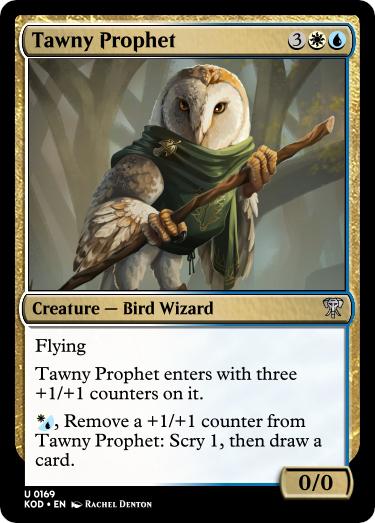 Tawny Prophet 3
Creature — Bird Wizard
Flying
Tawny Prophet enters with three
+1/+1 counters on it.
, Remove a +1/+1 counter from
Tawny Prophet: Scry 1, then draw a
card.
0/0
U 0169
KOD • EN Rachel Denton